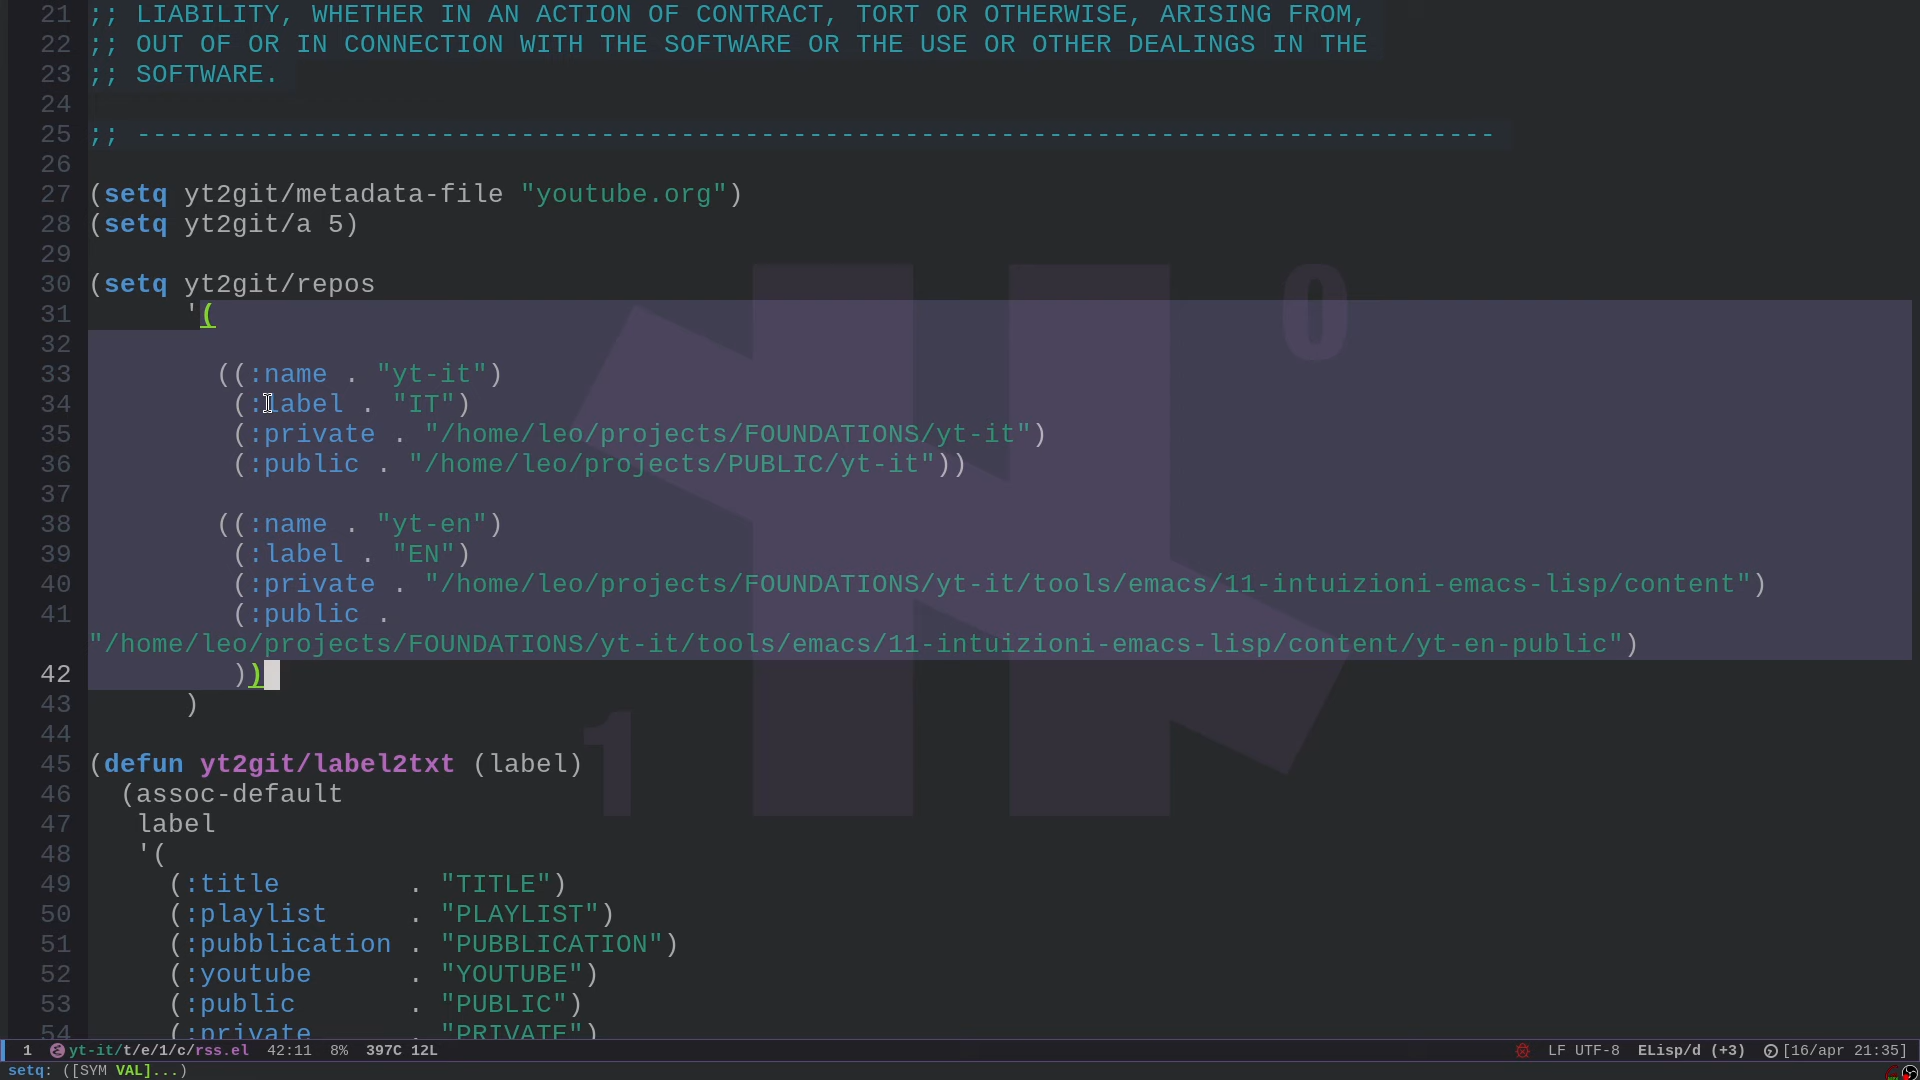 21 ;; LIABILITY, WHETHER IN AN ACTION OF CONTRACT, TORT OR OTHERWISE, ARISING FROM,
22 ;; OUT OF OR IN CONNECTION WITH THE SOFTWARE OR THE USE OR OTHER DEALINGS IN THE
23 ;; SOFTWARE.
24
25 ;; -------------------------------------------------------------------------------------
26
27 (setq yt2git/metadata-file "youtube.org")
28 (setq yt2git/a 5)
29
30 (setq yt2git/repos
31       '(
32
33         ((:name . "yt-it")
34          (:label . "IT")
35          (:private . "/home/leo/projects/FOUNDATIONS/yt-it")
36          (:public . "/home/leo/projects/PUBLIC/yt-it"))
37
38         ((:name . "yt-en")
39          (:label . "EN")
40          (:private . "/home/leo/projects/FOUNDATIONS/yt-it/tools/emacs/11-intuizioni-emacs-lisp/content")
41          (:public .
"/home/leo/projects/FOUNDATIONS/yt-it/tools/emacs/11-intuizioni-emacs-lisp/content/yt-en-public")
42          ))
43       )
44
45 (defun yt2git/label2txt (label)
46   (assoc-default
47    label
48    '(
49      (:title        . "TITLE")
50      (:playlist     . "PLAYLIST")
51      (:pubblication . "PUBBLICATION")
52      (:youtube      . "YOUTUBE")
53      (:public       . "PUBLIC")
54      (:private      . "PRIVATE")
0
1
1 yt-it/t/e/1/c/rss.el 42:11 8% 397C 12L LF UTF-8 ELisp/d (+3) [16/apr 21:35]
setq: ([SYM VAL]...)